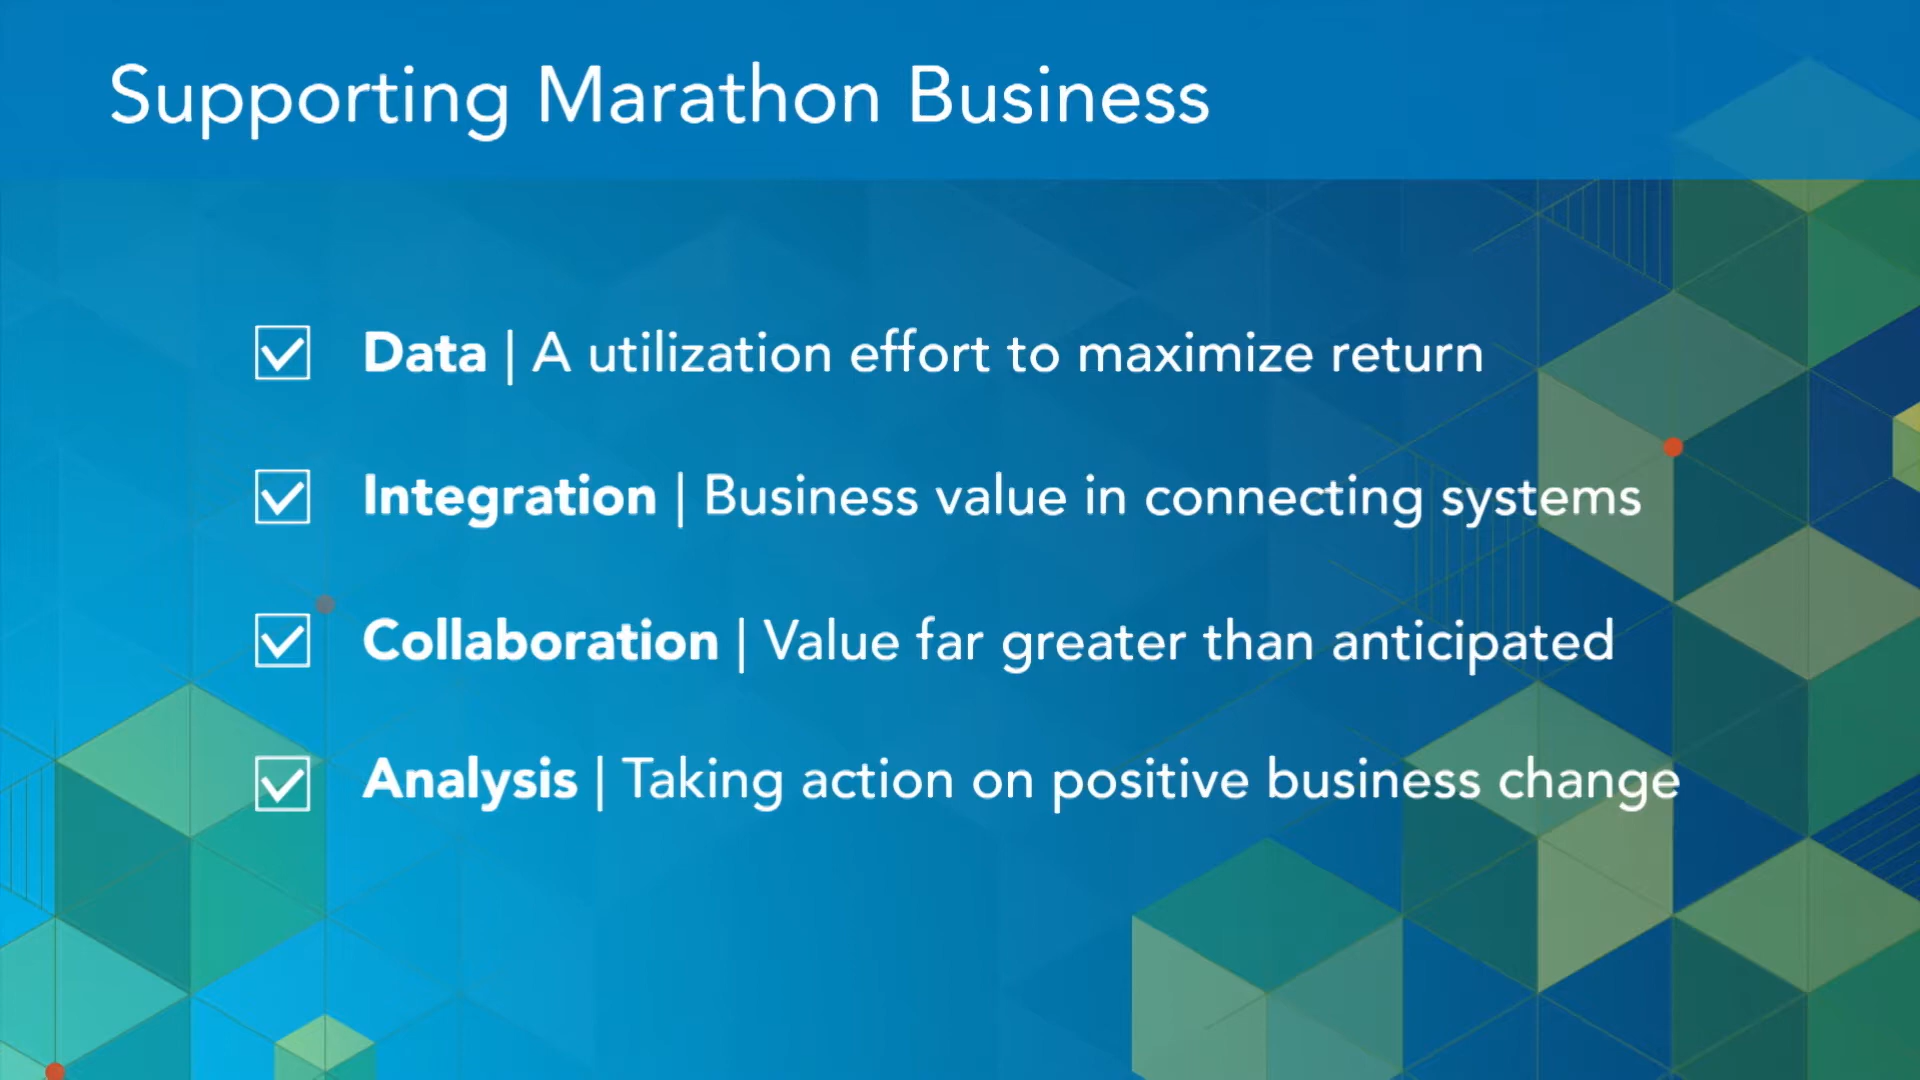 Supporting Marathon Business
Data | A utilization effort to maximize return
Integration | Business value in connecting systems
Collaboration | Value far greater than anticipated
Analysis | Taking action on positive business change